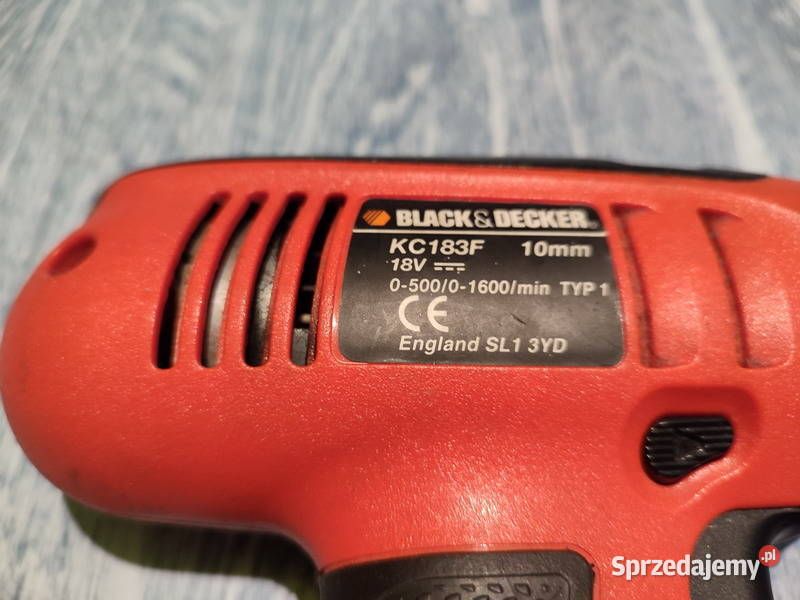 BLACK & DECKER®
KC183F 10mm
18V ⎓
0-500/0-1600/min TYP 1
CE
England SL1 3YD
Sprzedajemy.pl